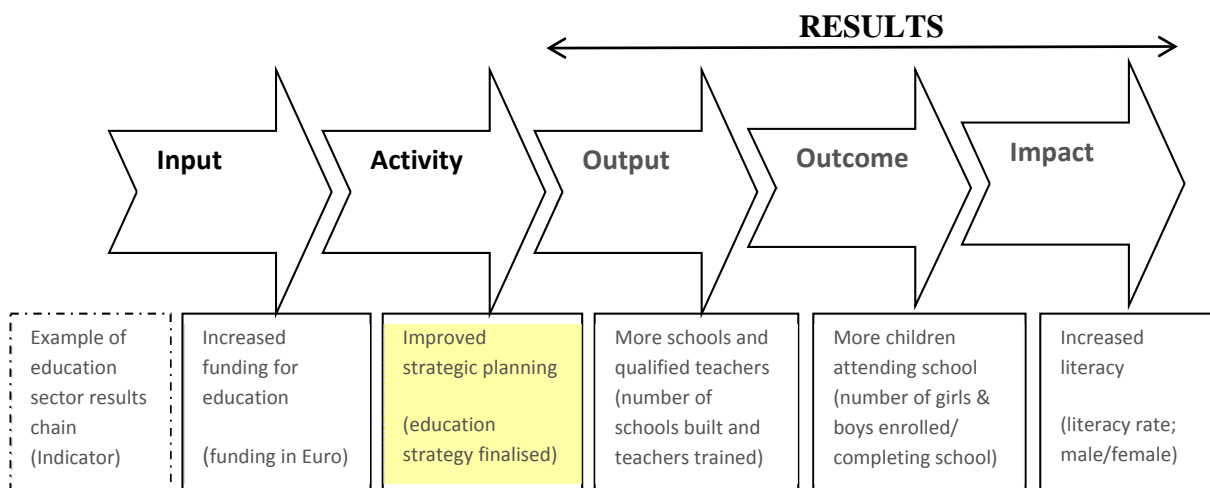 RESULTS
Input
Activity
Output
Outcome
Impact
Example of
education
sector results
chain
(Indicator)
Increased
funding for
education
(funding in Euro)
Improved
strategic planning
(education
strategy finalised)
More schools and
qualified teachers
(number of
schools built and
teachers trained)
More children
attending school
(number of girls &
boys enrolled/
completing school)
Increased
literacy
(literacy rate;
male/female)